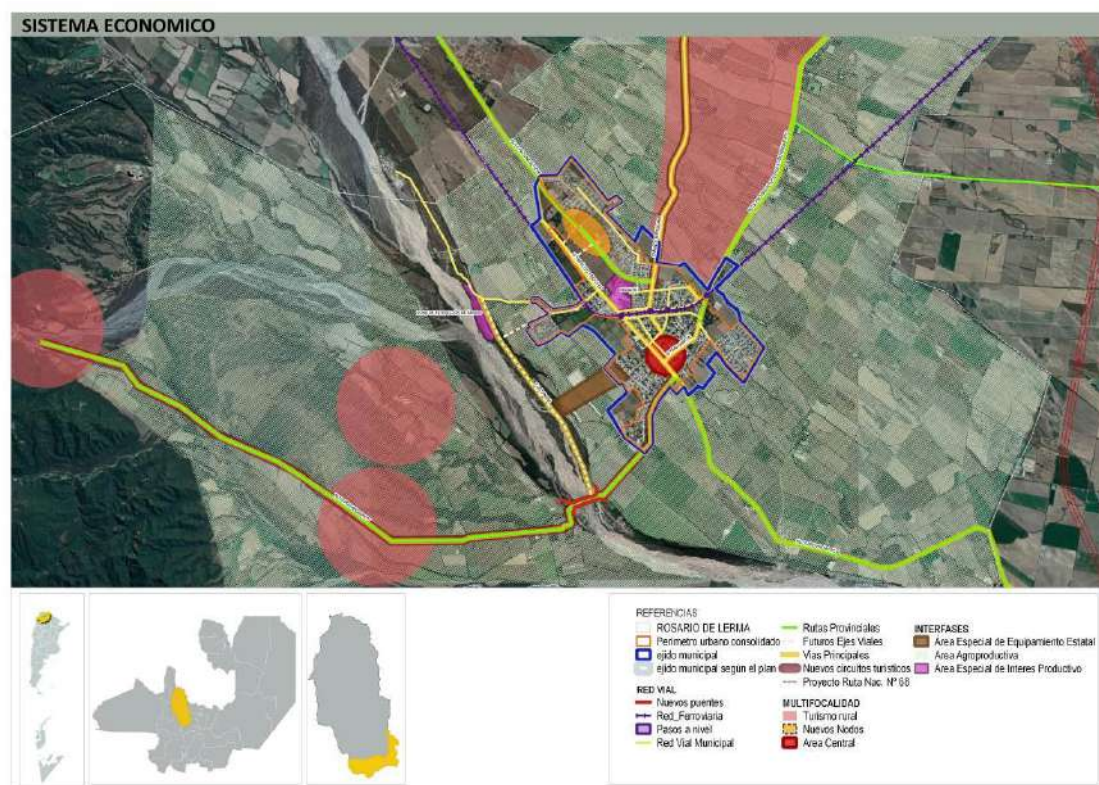 SISTEMA ECONOMICO
REFERENCIAS
ROSARIO DE LERMA
Perimetro urbano consolidado
ejido municipal
ejido municipal según el plan
RED VIAL
Nuevos puentes
Red_Ferroviaria
Pasos a nivel
Red Vial Municipal
Rutas Provinciales
Futuros Ejes Viales
Vias Principales
Nuevos circuitos turísticos
Proyecto Ruta Nac. Nº 68
MULTIFOCALIDAD
Turismo rural
Nuevos Nodos
Area Central
INTERFASES
Area Especial de Equipamiento Estatal
Area Agroproductiva
Area Especial de Interes Productivo